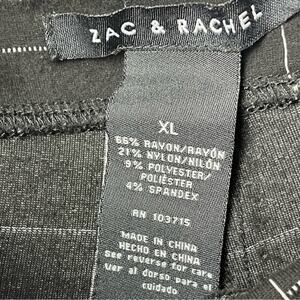 ZAC & RACHEL
XL
66% RAYON/RAYÓN
21% NYLON/NILÓN
9% POLYESTER/
POLIÉSTER
4% SPANDEX
RN 103715
MADE IN CHINA
HECHO EN CHINA
See reverse for care
ver al dorso para el
cuidado